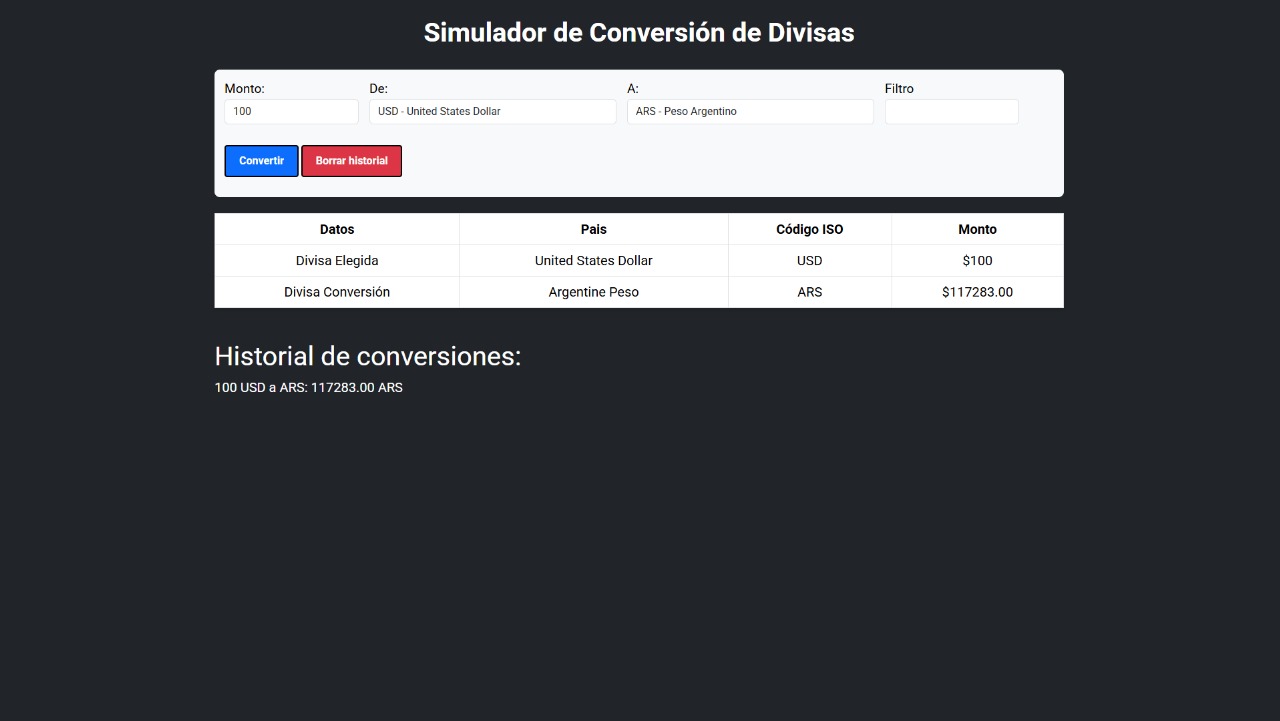 Simulador de Conversión de Divisas
Monto: De: A: Filtro
100 USD - United States Dollar ARS - Peso Argentino
Convertir Borrar historial
Datos Pais Código ISO Monto
Divisa Elegida United States Dollar USD $100
Divisa Conversión Argentine Peso ARS $117283.00
Historial de conversiones:
100 USD a ARS: 117283.00 ARS